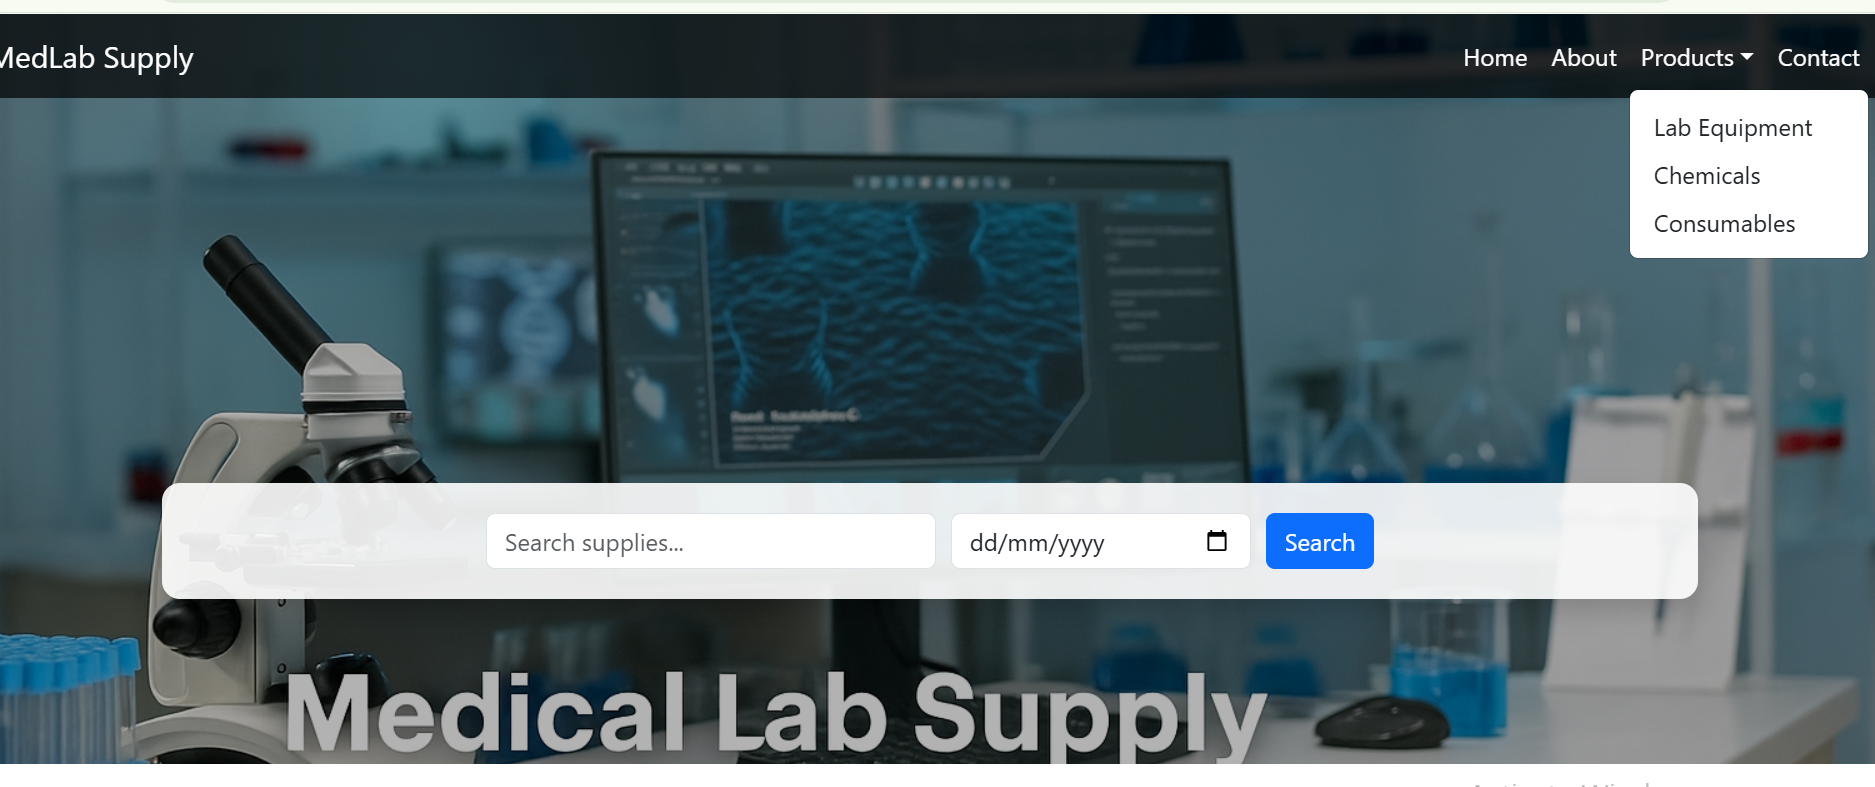 MedLab Supply
Home About Products Contact
Lab Equipment
Chemicals
Consumables
Search supplies...
dd/mm/yyyy
Search
Medical Lab Supply